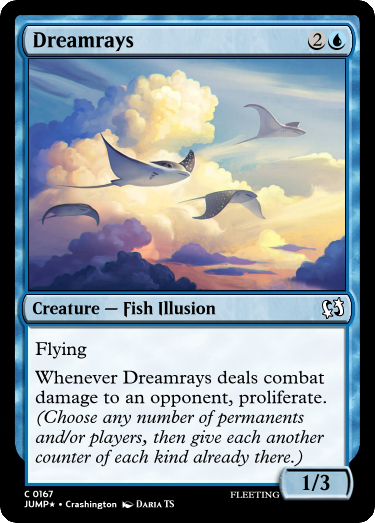 Dreamrays 2
Creature — Fish Illusion
Flying
Whenever Dreamrays deals combat
damage to an opponent, proliferate.
(Choose any number of permanents
and/or players, then give each another
counter of each kind already there.)
1/3
C 0167
JUMP★ • Crashington DARIA TS
FLEETING